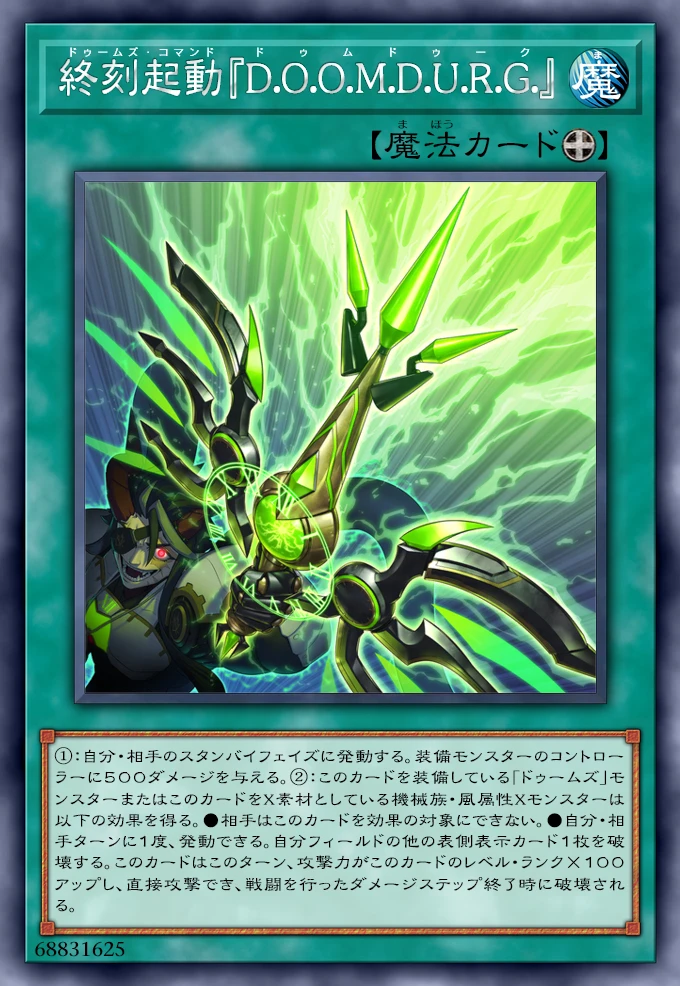 ドゥームズ・コマンド ドゥムドゥーク
終刻起動『D.O.O.M.D.U.R.G.』 魔
ま
ま ほう
【魔法カード】
①:自分・相手のスタンバイフェイズに発動する。装備モンスターのコントロー
ラーに500ダメージを与える。②:このカードを装備している「ドゥームズ」モ
ンスターまたはこのカードをX素材としている機械族・風属性Xモンスターは
以下の効果を得る。●相手はこのカードを効果の対象にできない。●自分・相
手ターンに1度、発動できる。自分フィールドの他の表側表示カード1枚を破
壊する。このカードはこのターン、攻撃力がこのカードのレベル・ランク×100
アップし、直接攻撃でき、戦闘を行ったダメージステップ終了時に破壊され
る。
68831625